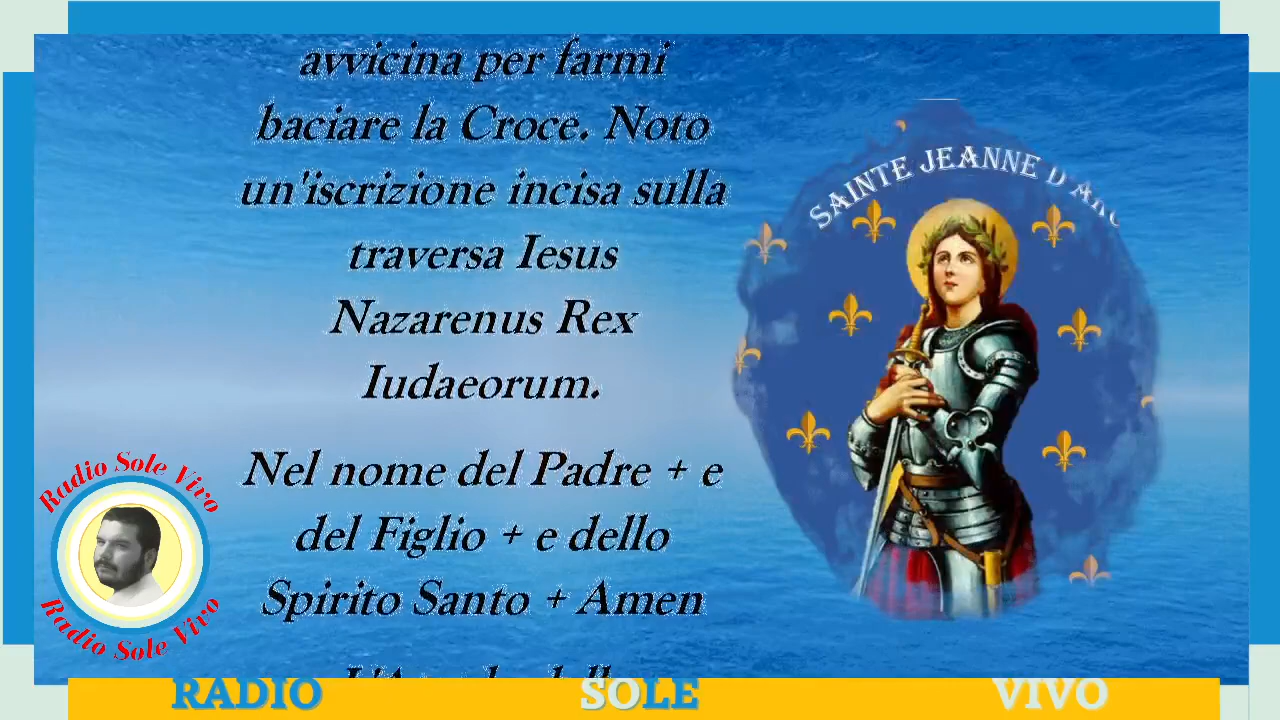 avvicina per farmi
baciare la Croce. Noto
un'iscrizione incisa sulla
traversa Iesus
Nazarenus Rex
Iudaeorum.
Nel nome del Padre + e
del Figlio + e dello
Spirito Santo + Amen
SAINTE JEANNE D'ARC
Radio Sole Vivo
Radio Sole Vivo
RADIO SOLE VIVO